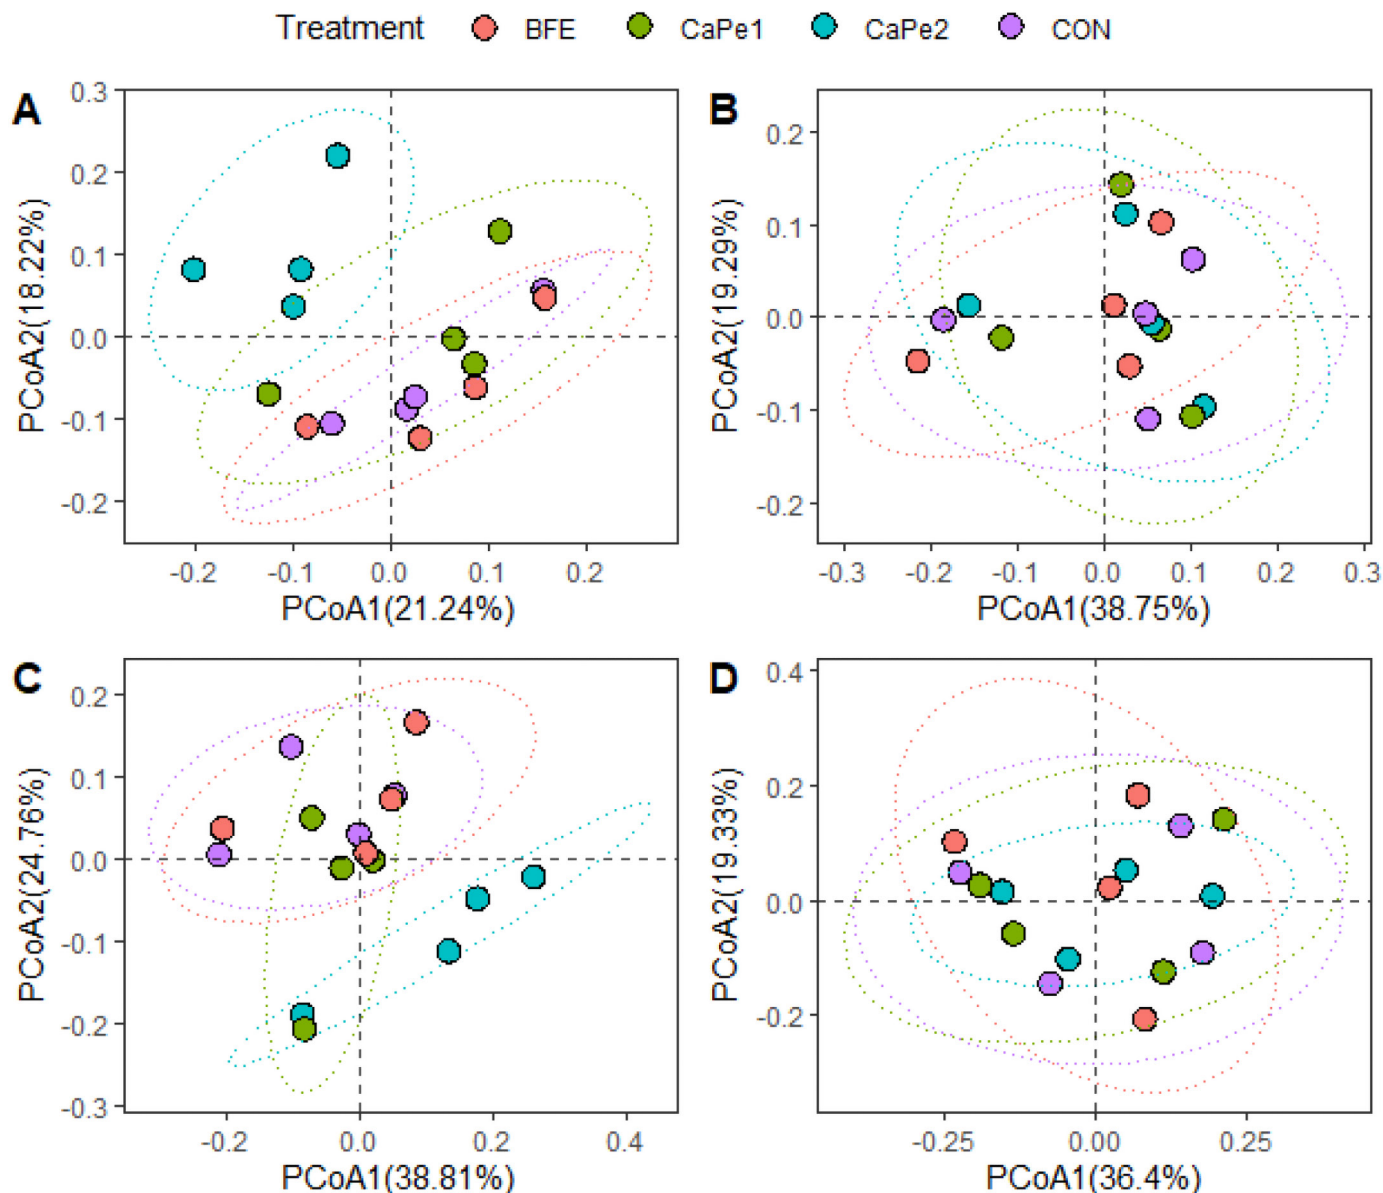 Treatment BFE CaPe1 CaPe2 CON
A
0.3
0.2
0.1
0.0
-0.1
-0.2
PCoA2(18.22%)
-0.2 -0.1 0.0 0.1 0.2
PCoA1(21.24%)
B
0.2
0.1
0.0
-0.1
-0.2
PCoA2(19.29%)
-0.3 -0.2 -0.1 0.0 0.1 0.2 0.3
PCoA1(38.75%)
C
0.2
0.1
0.0
-0.1
-0.2
-0.3
PCoA2(24.76%)
-0.2 0.0 0.2 0.4
PCoA1(38.81%)
D
0.4
0.2
0.0
-0.2
PCoA2(19.33%)
-0.25 0.00 0.25
PCoA1(36.4%)